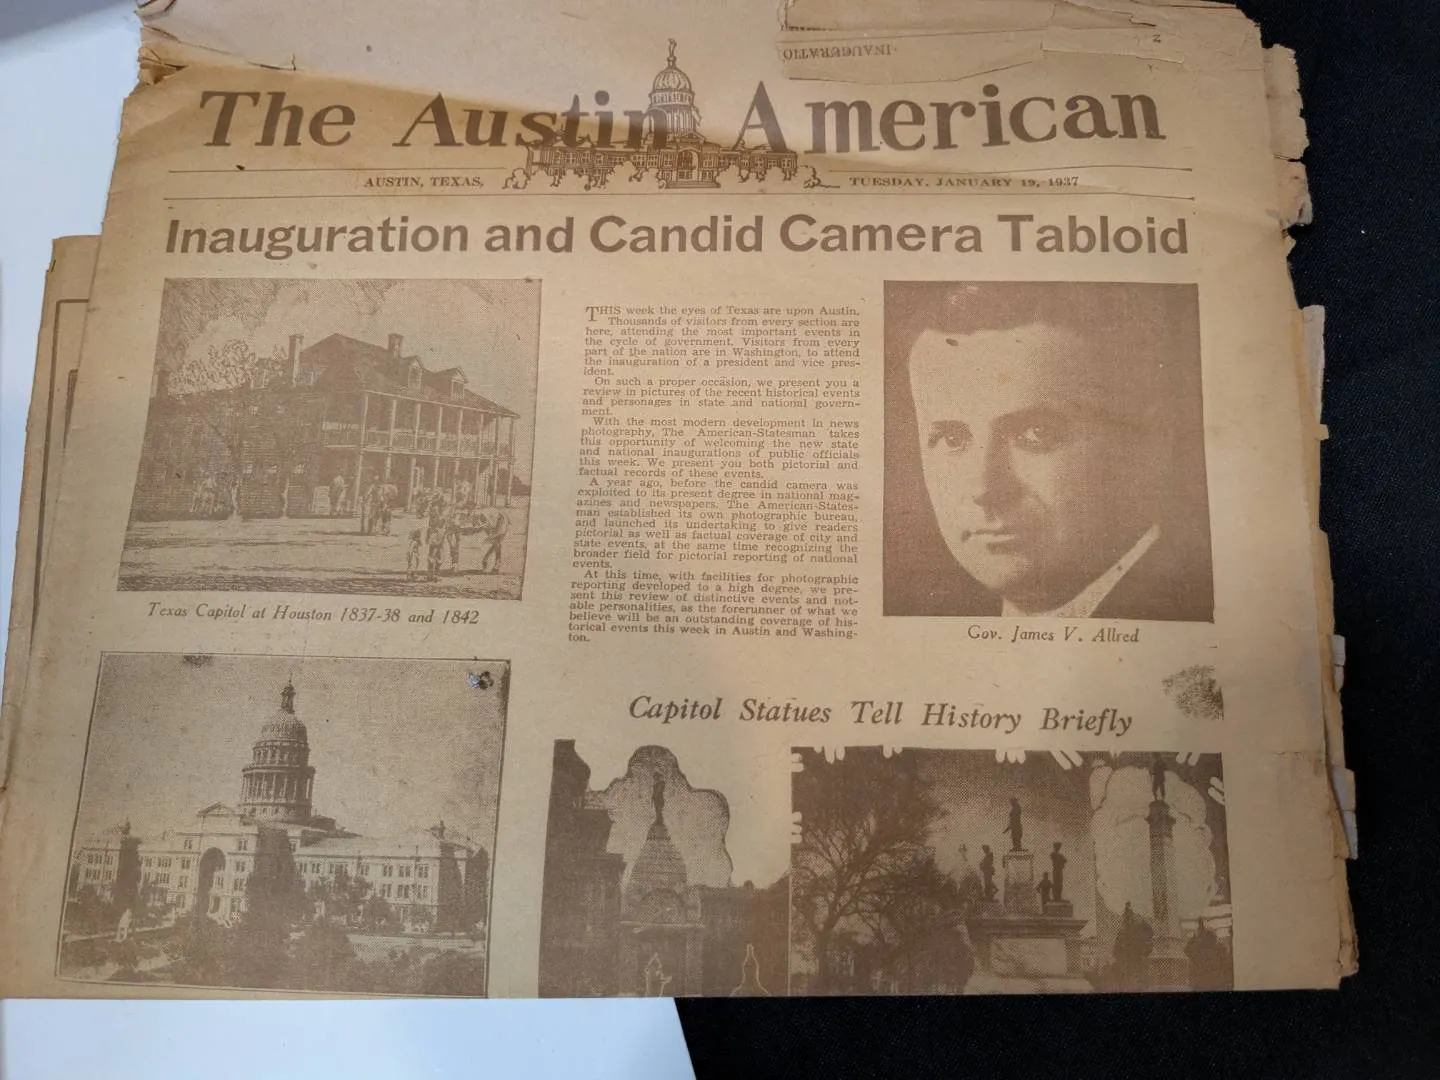 INAUGURATIO
The Austin American
AUSTIN, TEXAS, TUESDAY, JANUARY 19, 1937
Inauguration and Candid Camera Tabloid
THIS week the eyes of Texas are upon Austin.
Thousands of visitors from every section are
here, attending the most important events in
the cycle of government. Visitors from every
part of the nation are in Washington, to attend
the inauguration of a president and vice pres-
ident.
On such a proper occasion, we present you a
review in pictures of the recent historical events
and personages in state and national govern-
ment.
With the most modern development in news
photography, The American-Statesman takes
this opportunity of welcoming the new state
and national inaugurations of public officials
this week. We present you both pictorial and
factual records of these events.
A year ago, before the candid camera was
exploited to its present degree in national mag-
azines and newspapers, The American-States-
man established its own photographic bureau,
and launched its undertaking to give readers
pictorial as well as factual coverage of city and
state events, at the same time recognizing the
broader field for pictorial reporting of national
events.
At this time, with facilities for photographic
reporting developed to a high degree, we pre-
sent this review of distinctive events and not-
able personalities, as the forerunner of what we
believe will be an outstanding coverage of his-
torical events this week in Austin and Washing-
ton.
Texas Capitol at Houston 1837-38 and 1842
Gov. James V. Allred
Capitol Statues Tell History Briefly